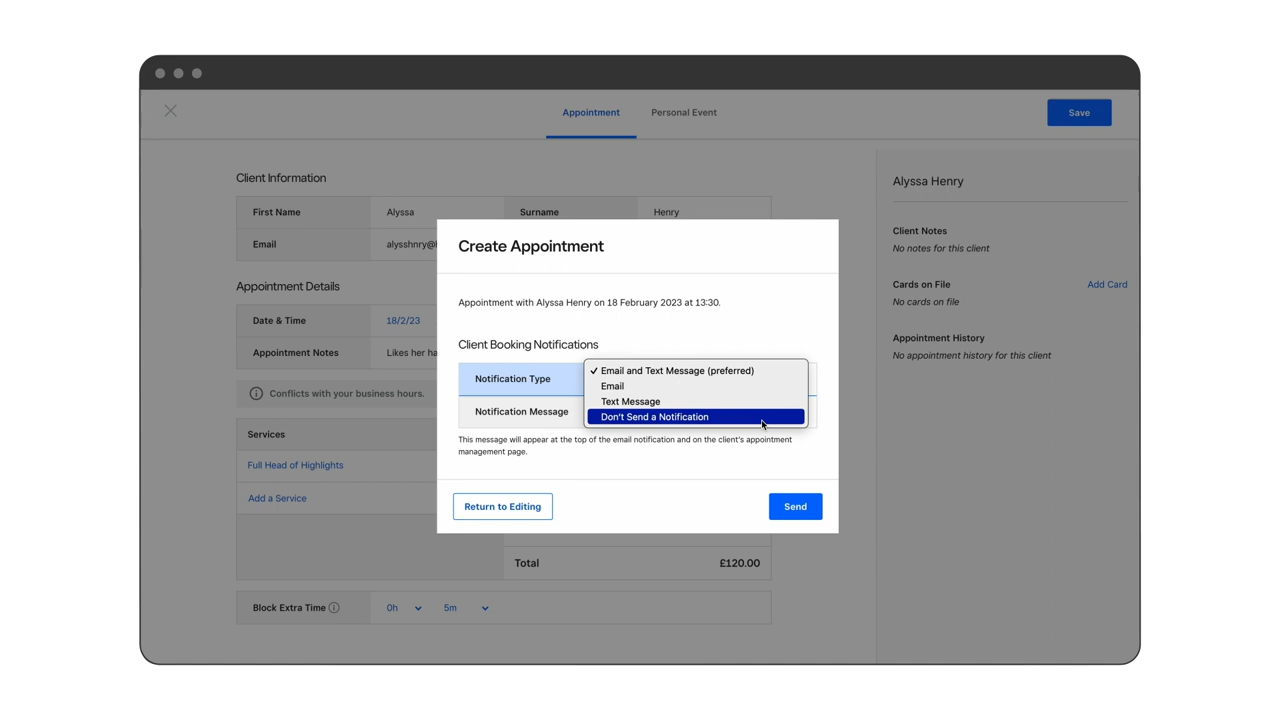 Appointment
Personal Event
Save
Client Information
First Name
Alyssa
Surname
Henry
Email
Appointment Details
Date & Time
18/2/23
Appointment Notes
Likes her
Conflicts with your business hours.
Services
Full Head of Highlights
Add a Service
Total
£120.00
Block Extra Time
0h
5m
Create Appointment
Appointment with Alyssa Henry on 18 February 2023 at 13:30.
Client Booking Notifications
Notification Type
✓ Email and Text Message (preferred)
Email
Text Message
Don't Send a Notification
Notification Message
This message will appear at the top of the email notification and on the client's appointment
management page.
Return to Editing
Send
Alyssa Henry
Client Notes
No notes for this client
Cards on File
Add Card
No cards on file
Appointment History
No appointment history for this client